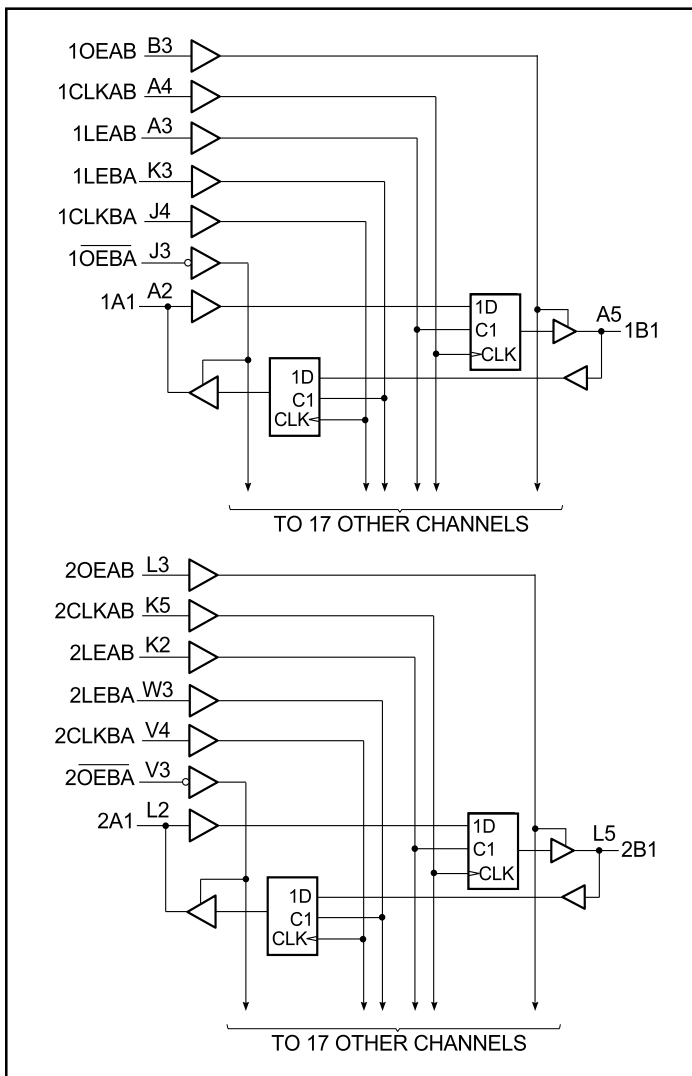 1OEAB B3
1CLKAB A4
1LEAB A3
1LEBA K3
1CLKBA J4
1O̅E̅B̅A̅ J3
1A1 A2
1D
C1
CLK
A5 1B1
1D
C1
CLK
TO 17 OTHER CHANNELS
2OEAB L3
2CLKAB K5
2LEAB K2
2LEBA W3
2CLKBA V4
2O̅E̅B̅A̅ V3
2A1 L2
1D
C1
CLK
L5 2B1
1D
C1
CLK
TO 17 OTHER CHANNELS